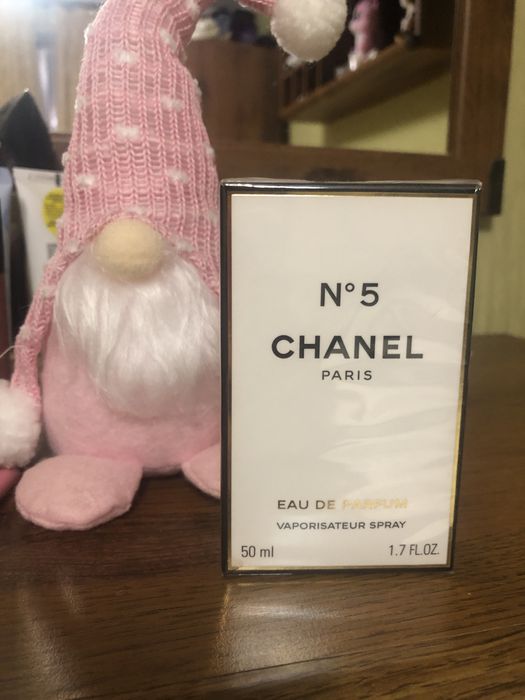 N°5
CHANEL
PARIS
EAU DE PARFUM
VAPORISATEUR SPRAY
50 ml 1.7 FL.OZ.